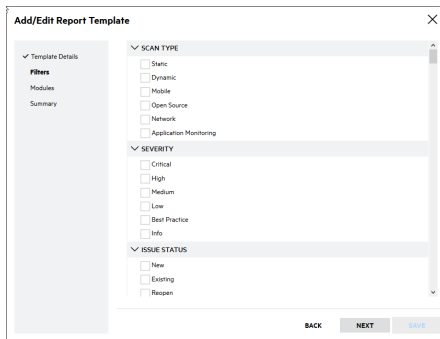 Add/Edit Report Template
Template Details
Filters
Modules
Summary
SCAN TYPE
Static
Dynamic
Mobile
Open Source
Network
Application Monitoring
SEVERITY
Critical
High
Medium
Low
Best Practice
Info
ISSUE STATUS
New
Existing
Reopen
BACK NEXT SAVE